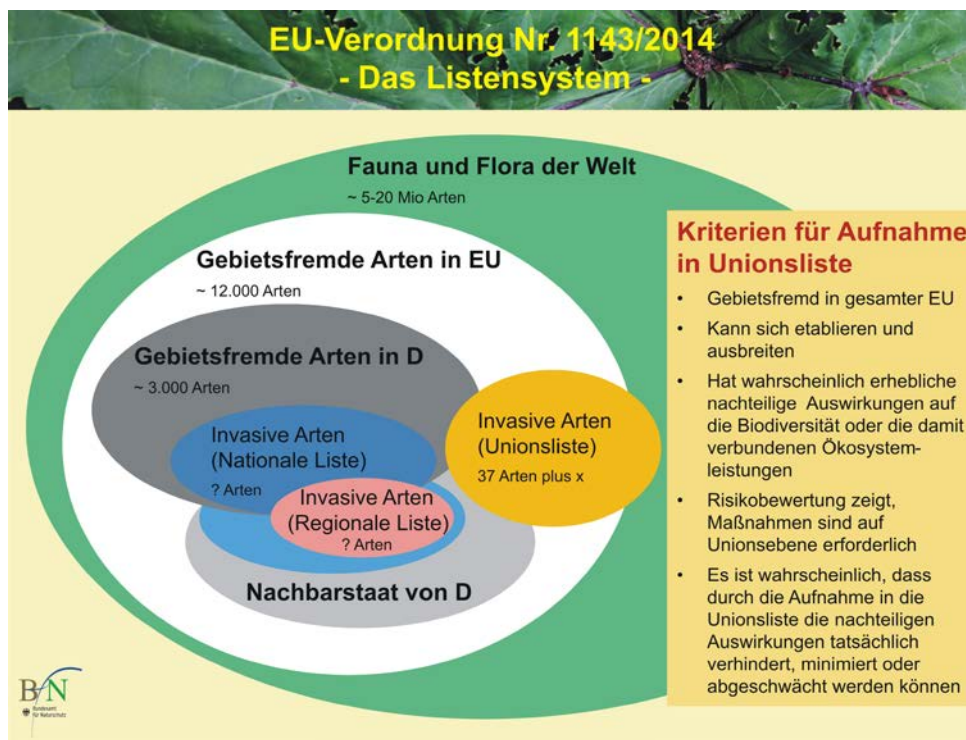 EU-Verordnung Nr. 1143/2014
- Das Listensystem -
Fauna und Flora der Welt
~ 5-20 Mio Arten
Gebietsfremde Arten in EU
~ 12.000 Arten
Gebietsfremde Arten in D
~ 3.000 Arten
Invasive Arten
(Nationale Liste)
? Arten
Invasive Arten
(Regionale Liste)
? Arten
Nachbarstaat von D
Invasive Arten
(Unionsliste)
37 Arten plus x
Kriterien für Aufnahme
in Unionsliste
• Gebietsfremd in gesamter EU
• Kann sich etablieren und
ausbreiten
• Hat wahrscheinlich erhebliche
nachteilige Auswirkungen auf
die Biodiversität oder die damit
verbundenen Ökosystem-
leistungen
• Risikobewertung zeigt,
Maßnahmen sind auf
Unionsebene erforderlich
• Es ist wahrscheinlich, dass
durch die Aufnahme in die
Unionsliste die nachteiligen
Auswirkungen tatsächlich
verhindert, minimiert oder
abgeschwächt werden können
BfN
Bundesamt
für Naturschutz